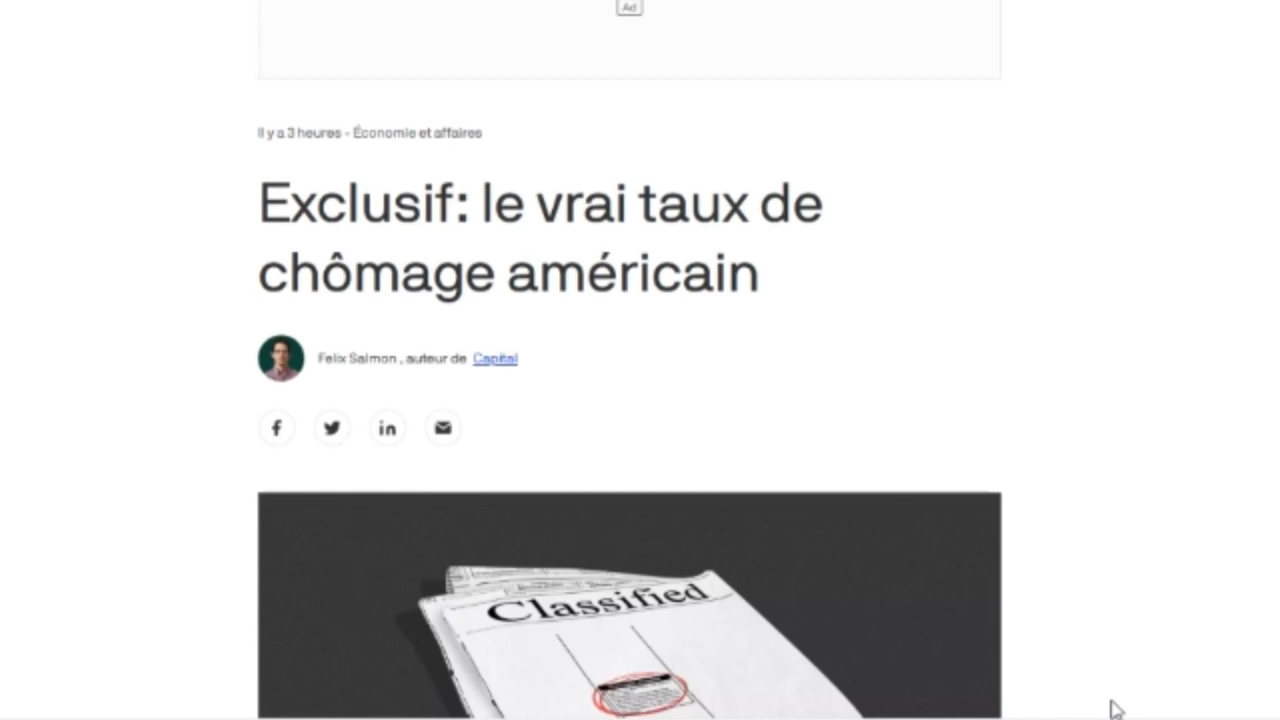 Ad
Il y a 3 heures - Économie et affaires
Exclusif: le vrai taux de
chômage américain
Felix Salmon , auteur de Capital
Classified